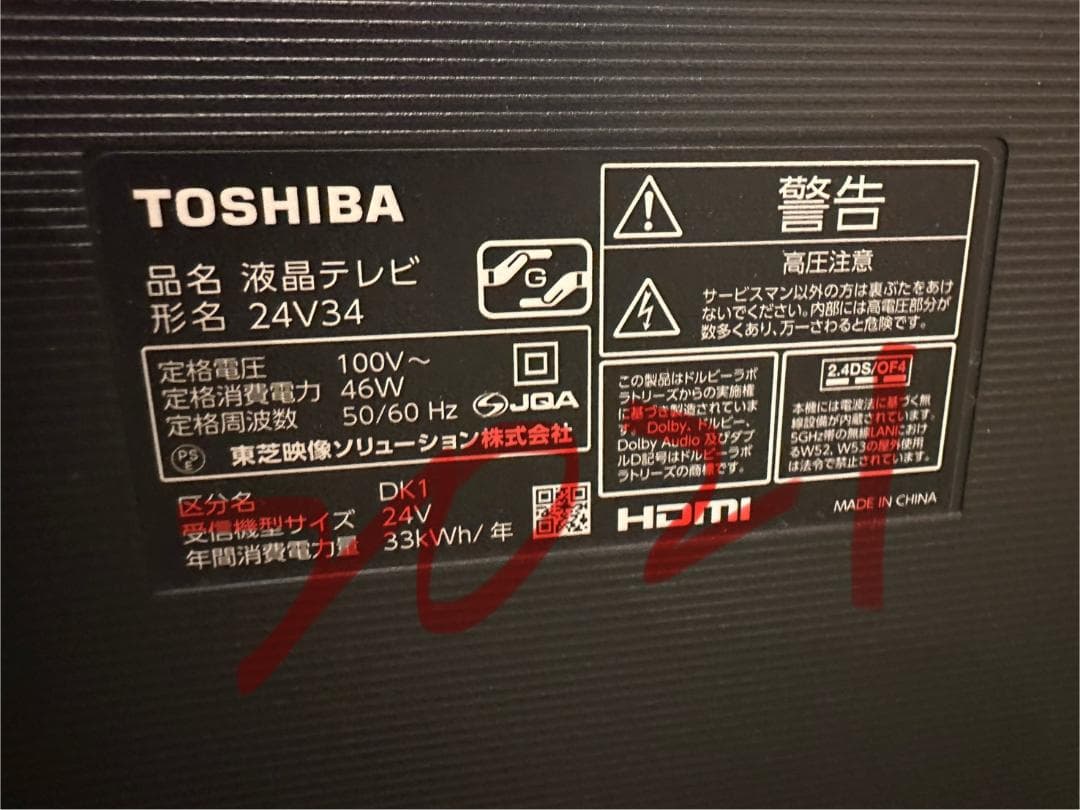 TOSHIBA
品名 液晶テレビ
形名 24V34
G
定格電圧 100V~
定格消費電力 46W
定格周波数 50/60 Hz
JQA
PS
E
東芝映像ソリューション株式会社
区分名 DK1
受信機型サイズ 24V
年間消費電力量 33kWh/年
警告
高圧注意
サービスマン以外の方は裏ぶたをあけ
ないでください。内部には高電圧部分が
数多くあり、万一さわると危険です。
この製品はドルビーラボ
ラトリーズからの実施権
に基づき製造されていま
す。Dolby、ドルビー、
Dolby Audio 及びダブ
ルD記号はドルビーラボ
ラトリーズの商標です。
2.4DS/OF4
本機には電波法に基づく無
線設備が内蔵されています。
5GHz帯の無線LANにおけ
るW52、W53の屋外使用
は法令で禁止されています。
HDMI
MADE IN CHINA
2021